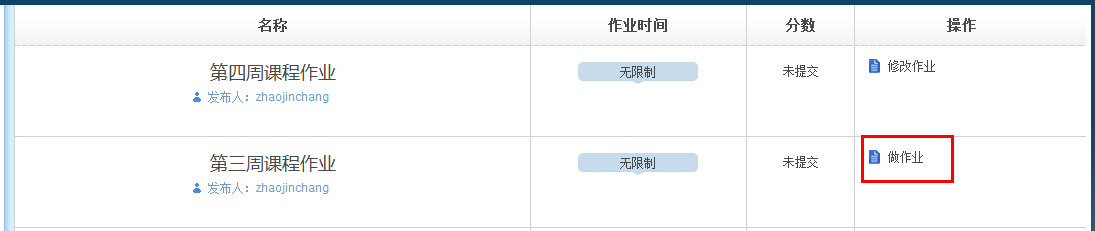 名称 作业时间 分数 操作
第四周课程作业 无限制 未提交 修改作业
发布人：zhaojinchang
第三周课程作业 无限制 未提交 做作业
发布人：zhaojinchang